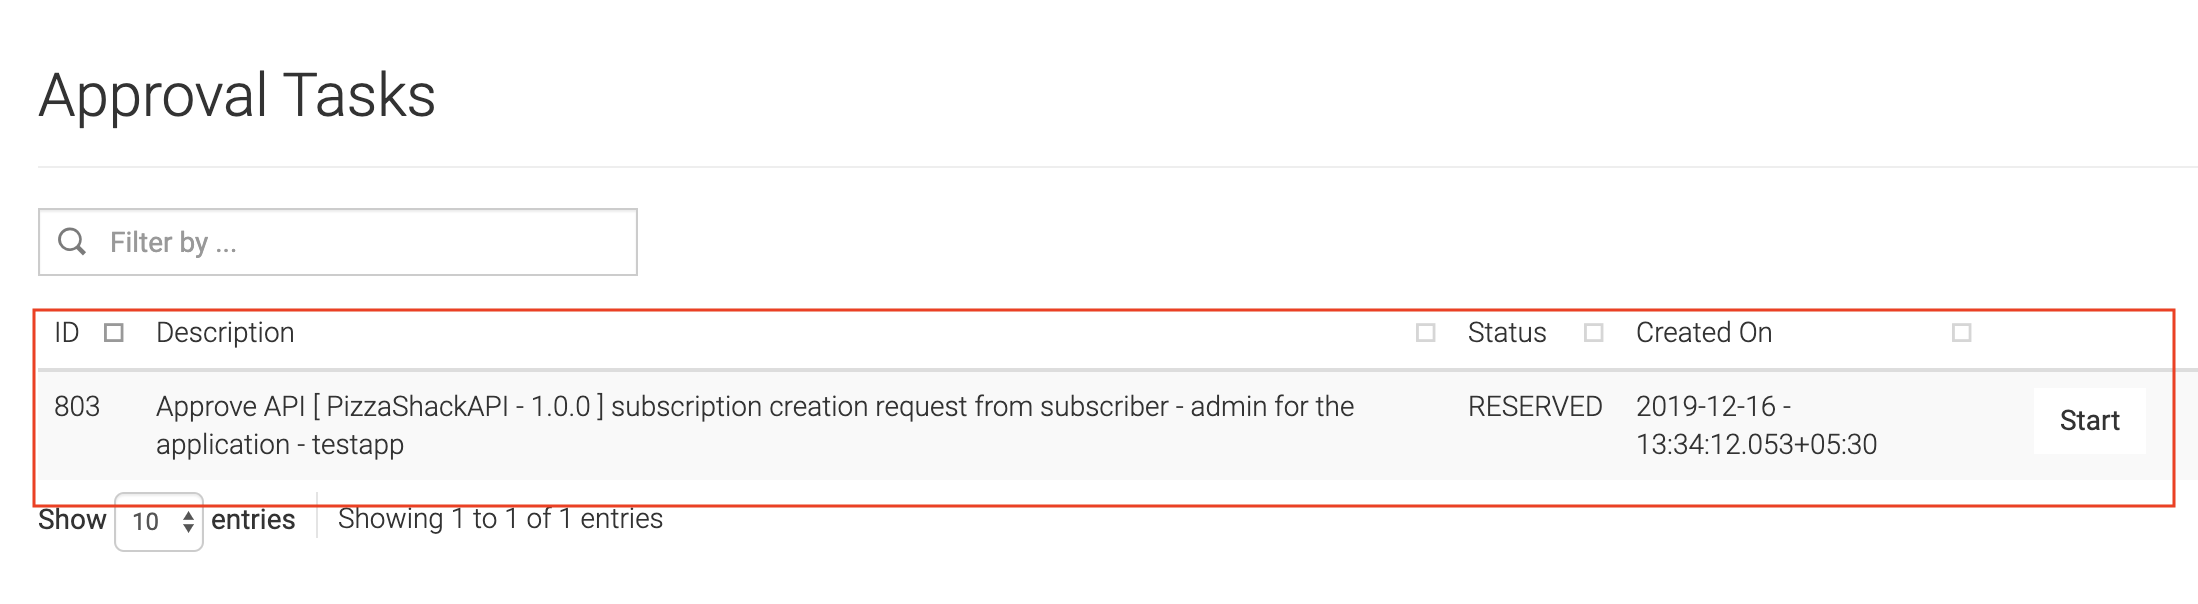 Approval Tasks
Filter by ...
ID Description Status Created On
803 Approve API [ PizzaShackAPI - 1.0.0 ] subscription creation request from subscriber - admin for the RESERVED 2019-12-16 -
application - testapp 13:34:12.053+05:30
Start
Show 10 entries Showing 1 to 1 of 1 entries